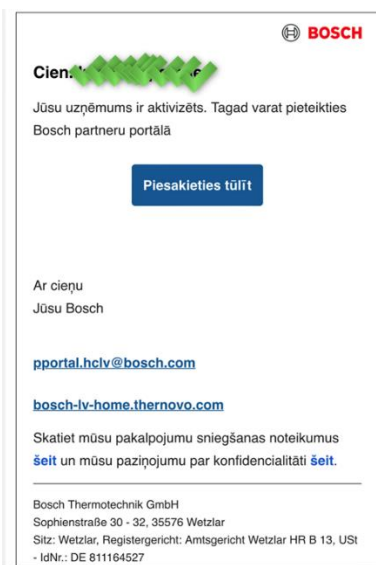 BOSCH
Jūsu uzņēmums ir aktivizēts. Tagad varat pieteikties
Bosch partneru portālā
Piesakieties tūlīt
Ar cieņu
Jūsu Bosch
pportal.hclv@bosch.com
bosch-lv-home.thernovo.com
Skatiet mūsu pakalpojumu sniegšanas noteikumus
šeit un mūsu paziņojumu par konfidencialitāti šeit.
Bosch Thermotechnik GmbH
Sophienstraße 30 - 32, 35576 Wetzlar
Sitz: Wetzlar, Registergericht: Amtsgericht Wetzlar HR B 13, USt
- IdNr.: DE 811164527